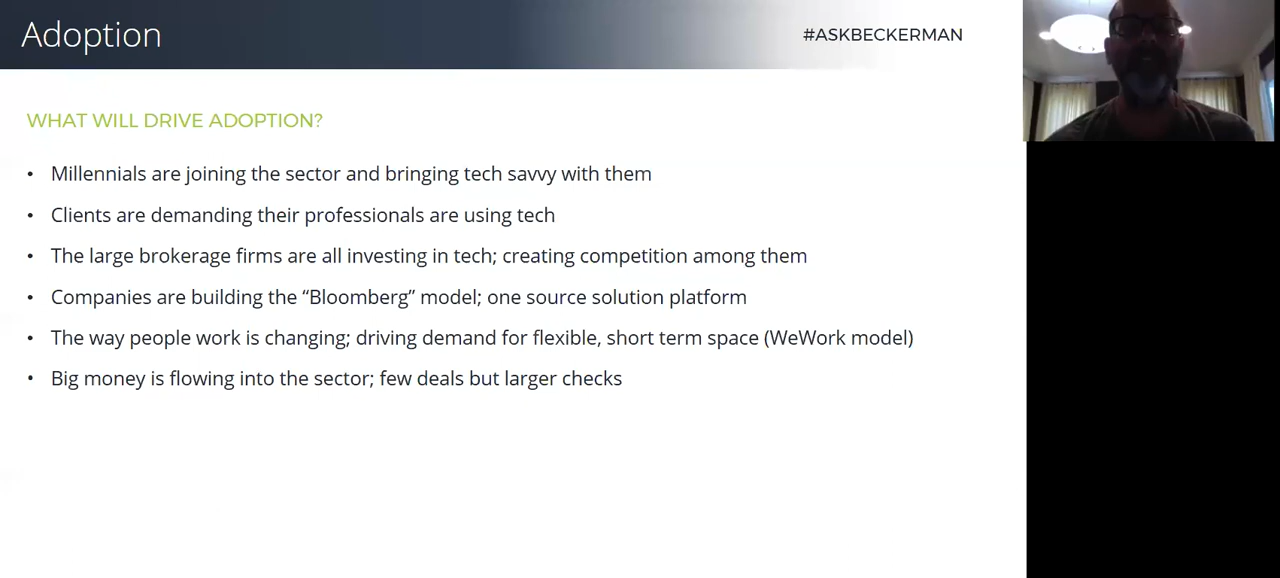 Adoption
#ASKBECKERMAN
WHAT WILL DRIVE ADOPTION?
• Millennials are joining the sector and bringing tech savvy with them
• Clients are demanding their professionals are using tech
• The large brokerage firms are all investing in tech; creating competition among them
• Companies are building the “Bloomberg” model; one source solution platform
• The way people work is changing; driving demand for flexible, short term space (WeWork model)
• Big money is flowing into the sector; few deals but larger checks